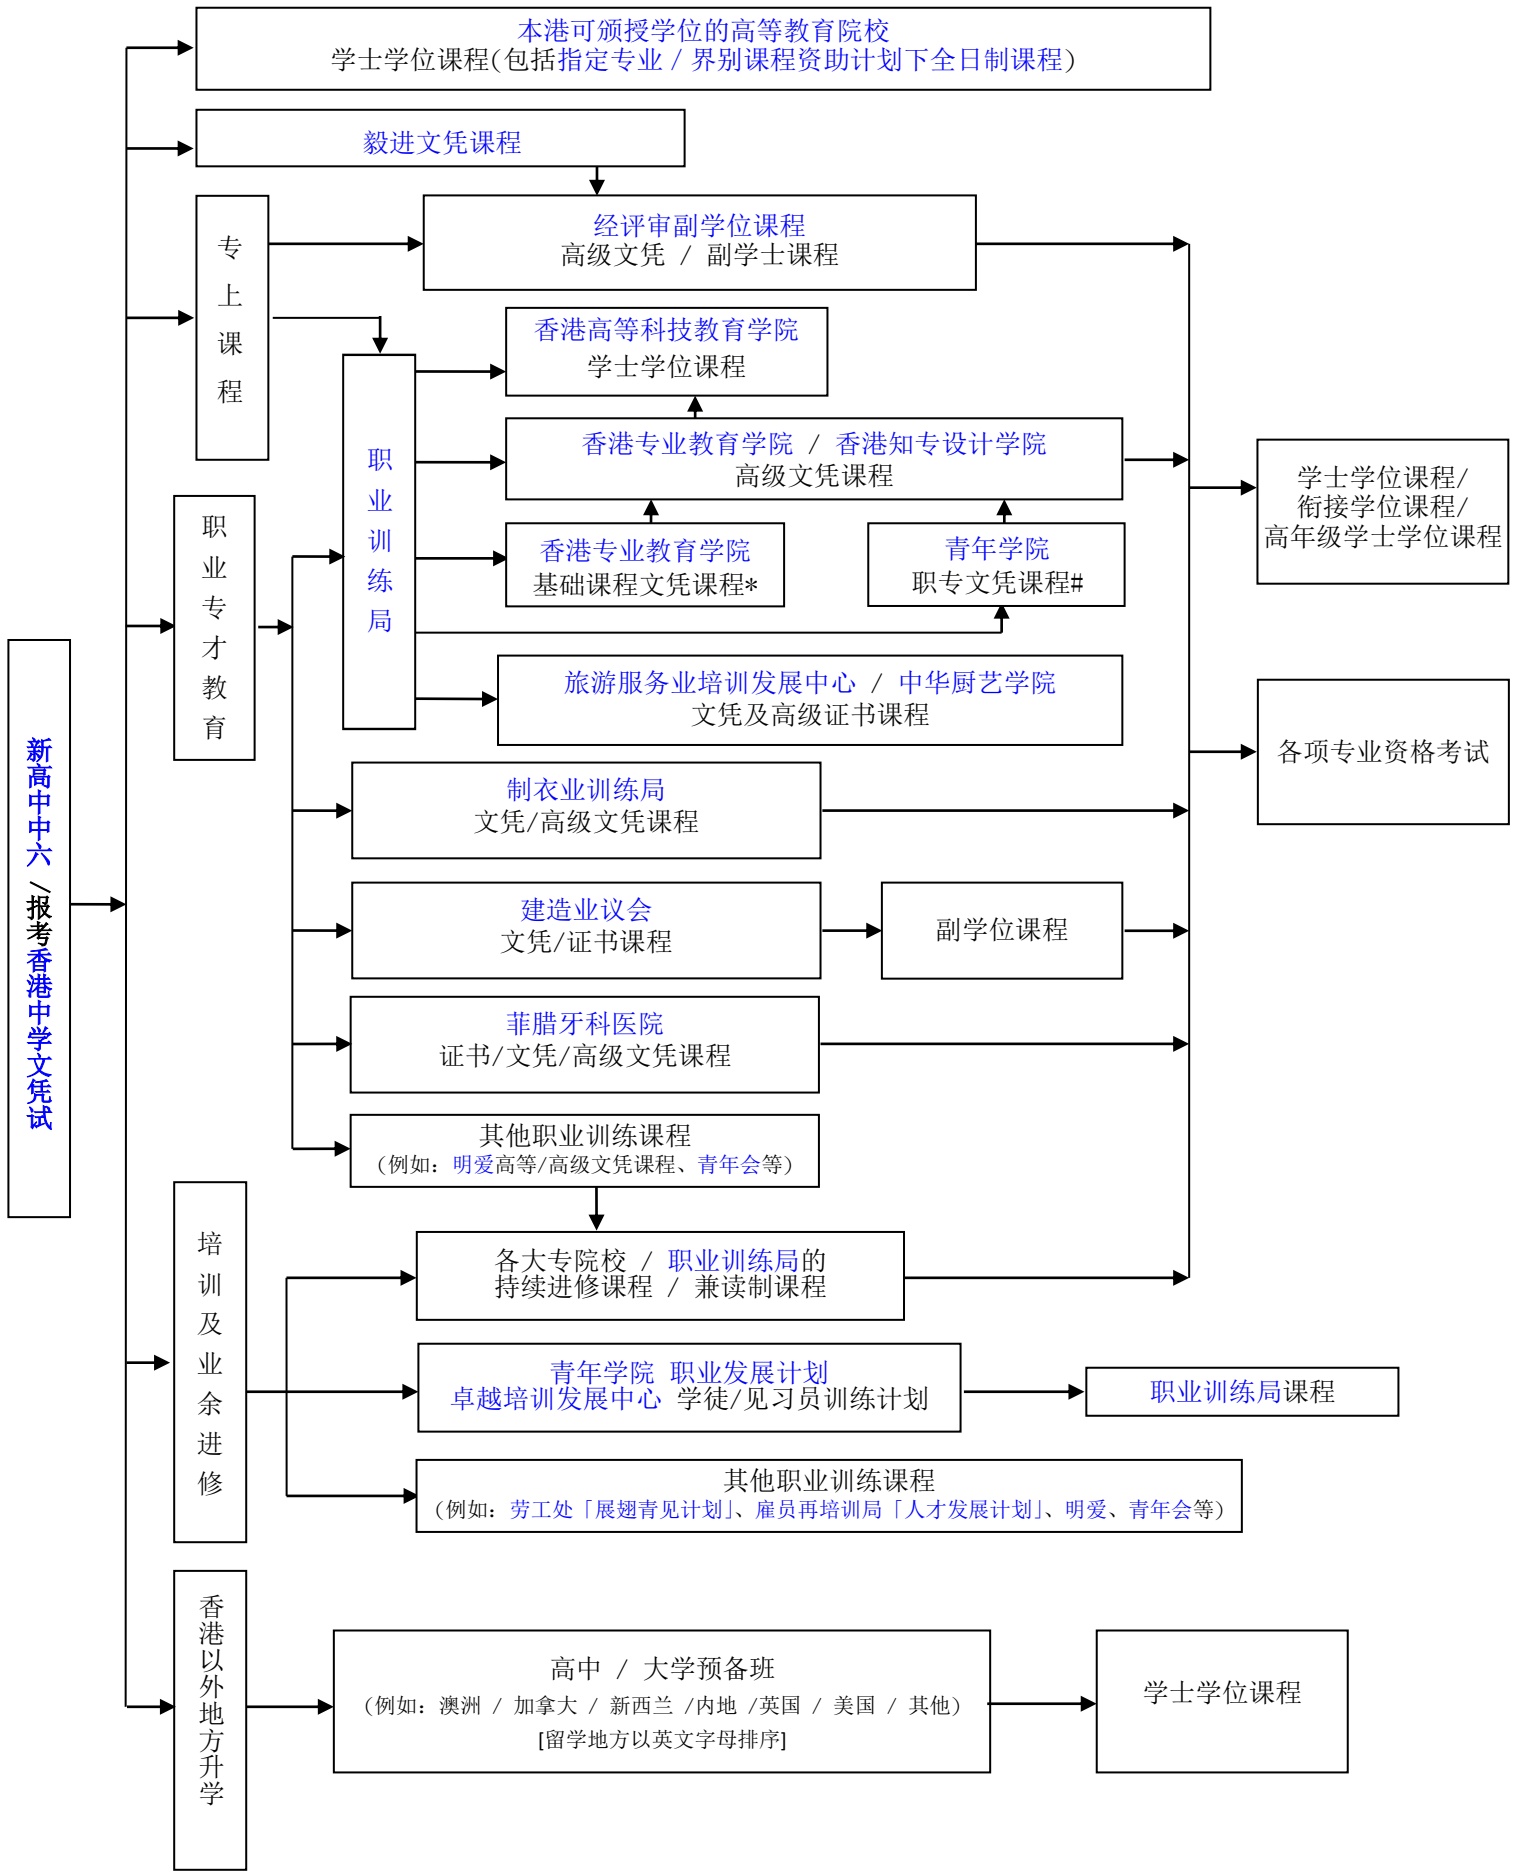 本港可颁授学位的高等教育院校
学士学位课程(包括指定专业／界别课程资助计划下全日制课程)
毅进文凭课程
专上课程
经评审副学位课程
高级文凭 / 副学士课程
香港高等科技教育学院
学士学位课程
职业训练局
香港专业教育学院 / 香港知专设计学院
高级文凭课程
香港专业教育学院
基础课程文凭课程*
青年学院
职专文凭课程#
旅游服务业培训发展中心 / 中华厨艺学院
文凭及高级证书课程
学士学位课程/
衔接学位课程/
高年级学士学位课程
各项专业资格考试
职业专才教育
新高中中六 /报考香港中学文凭试
制衣业训练局
文凭/高级文凭课程
建造业议会
文凭/证书课程
副学位课程
菲腊牙科医院
证书/文凭/高级文凭课程
其他职业训练课程
(例如：明爱高等/高级文凭课程、青年会等)
培训及业余进修
各大专院校 / 职业训练局的
持续进修课程 / 兼读制课程
青年学院 职业发展计划
卓越培训发展中心 学徒/见习员训练计划
职业训练局课程
其他职业训练课程
(例如：劳工处「展翅青见计划」、雇员再培训局「人才发展计划」、明爱、青年会等)
香港以外地方升学
高中 / 大学预备班
(例如：澳洲 / 加拿大 / 新西兰 /内地 /英国 / 美国 / 其他)
[留学地方以英文字母排序]
学士学位课程